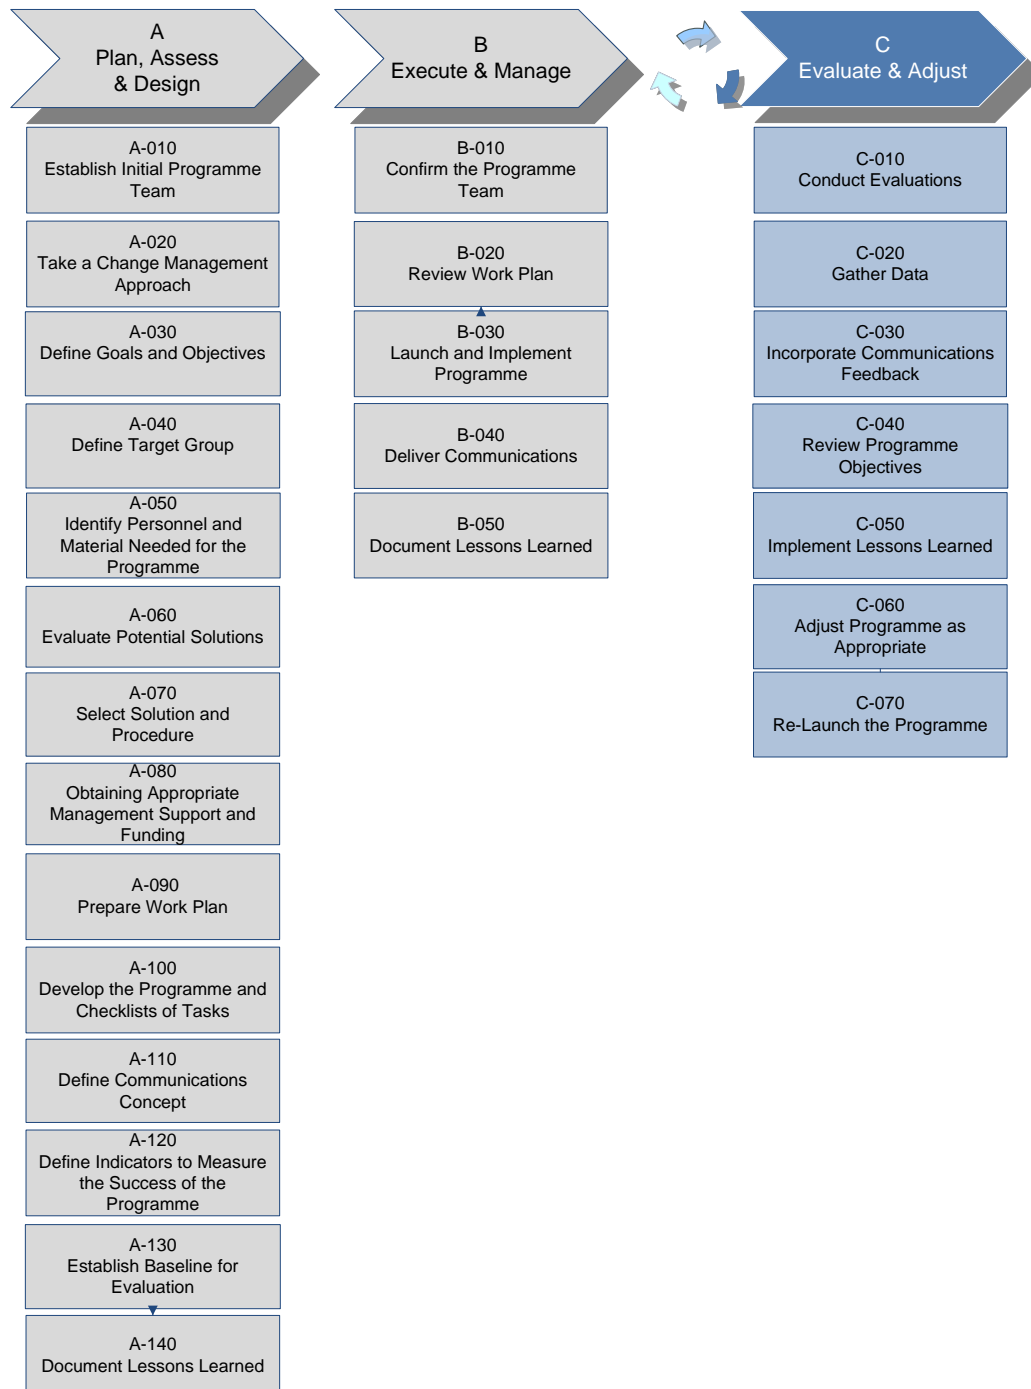 A
Plan, Assess
& Design
A-010
Establish Initial Programme
Team
A-020
Take a Change Management
Approach
A-030
Define Goals and Objectives
A-040
Define Target Group
A-050
Identify Personnel and
Material Needed for the
Programme
A-060
Evaluate Potential Solutions
A-070
Select Solution and
Procedure
A-080
Obtaining Appropriate
Management Support and
Funding
A-090
Prepare Work Plan
A-100
Develop the Programme and
Checklists of Tasks
A-110
Define Communications
Concept
A-120
Define Indicators to Measure
the Success of the
Programme
A-130
Establish Baseline for
Evaluation
A-140
Document Lessons Learned
B
Execute & Manage
B-010
Confirm the Programme
Team
B-020
Review Work Plan
B-030
Launch and Implement
Programme
B-040
Deliver Communications
B-050
Document Lessons Learned
C
Evaluate & Adjust
C-010
Conduct Evaluations
C-020
Gather Data
C-030
Incorporate Communications
Feedback
C-040
Review Programme
Objectives
C-050
Implement Lessons Learned
C-060
Adjust Programme as
Appropriate
C-070
Re-Launch the Programme